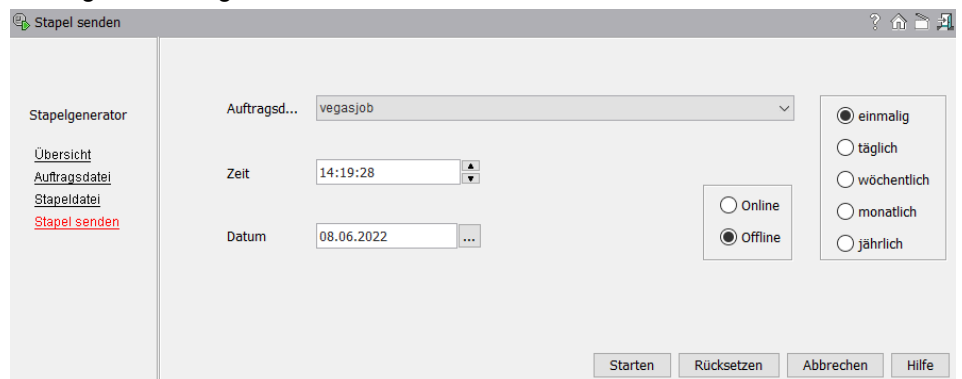 Stapel senden
Stapelgenerator
Übersicht
Auftragsdatei
Stapeldatei
Stapel senden
Auftragsd... vegasjob
Zeit 14:19:28
Datum 08.06.2022 ...
Online
Offline
einmalig
täglich
wöchentlich
monatlich
jährlich
Starten Rücksetzen Abbrechen Hilfe